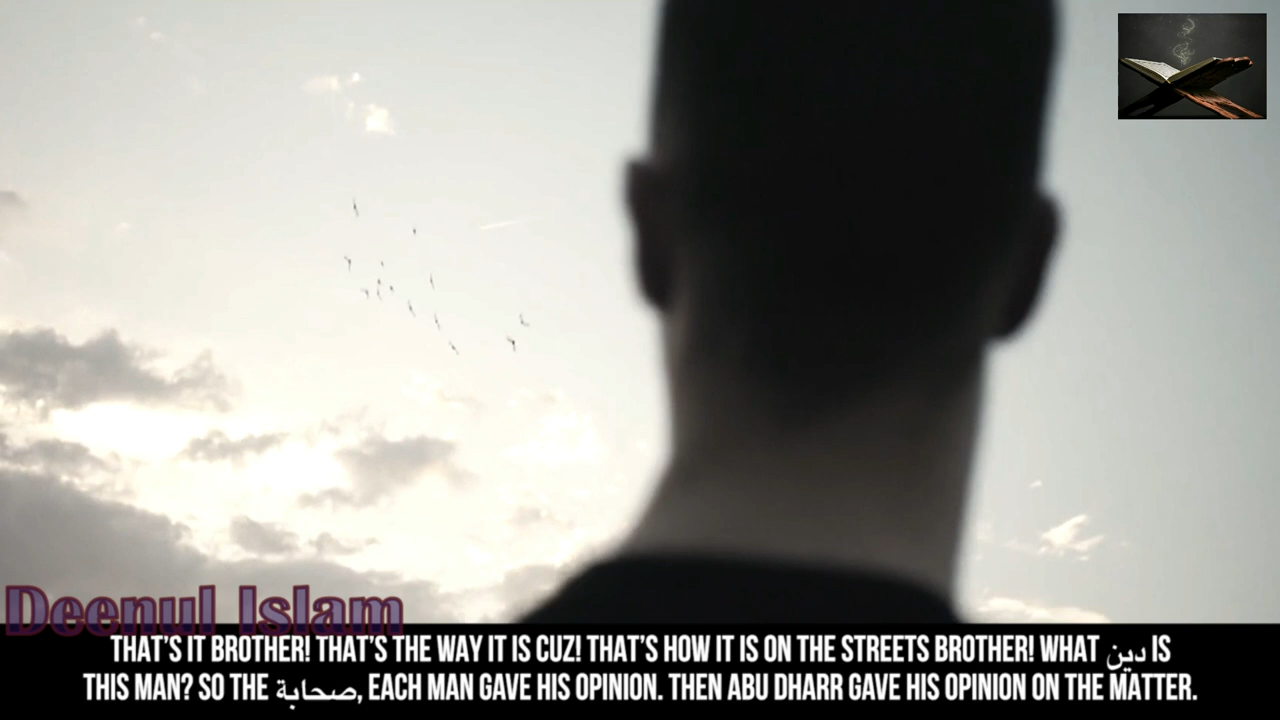 Deenul Islam
THAT'S IT BROTHER! THAT'S THE WAY IT IS CUZ! THAT'S HOW IT IS ON THE STREETS BROTHER! WHAT دين IS
THIS MAN? SO THE صحابة, EACH MAN GAVE HIS OPINION. THEN ABU DHARR GAVE HIS OPINION ON THE MATTER.